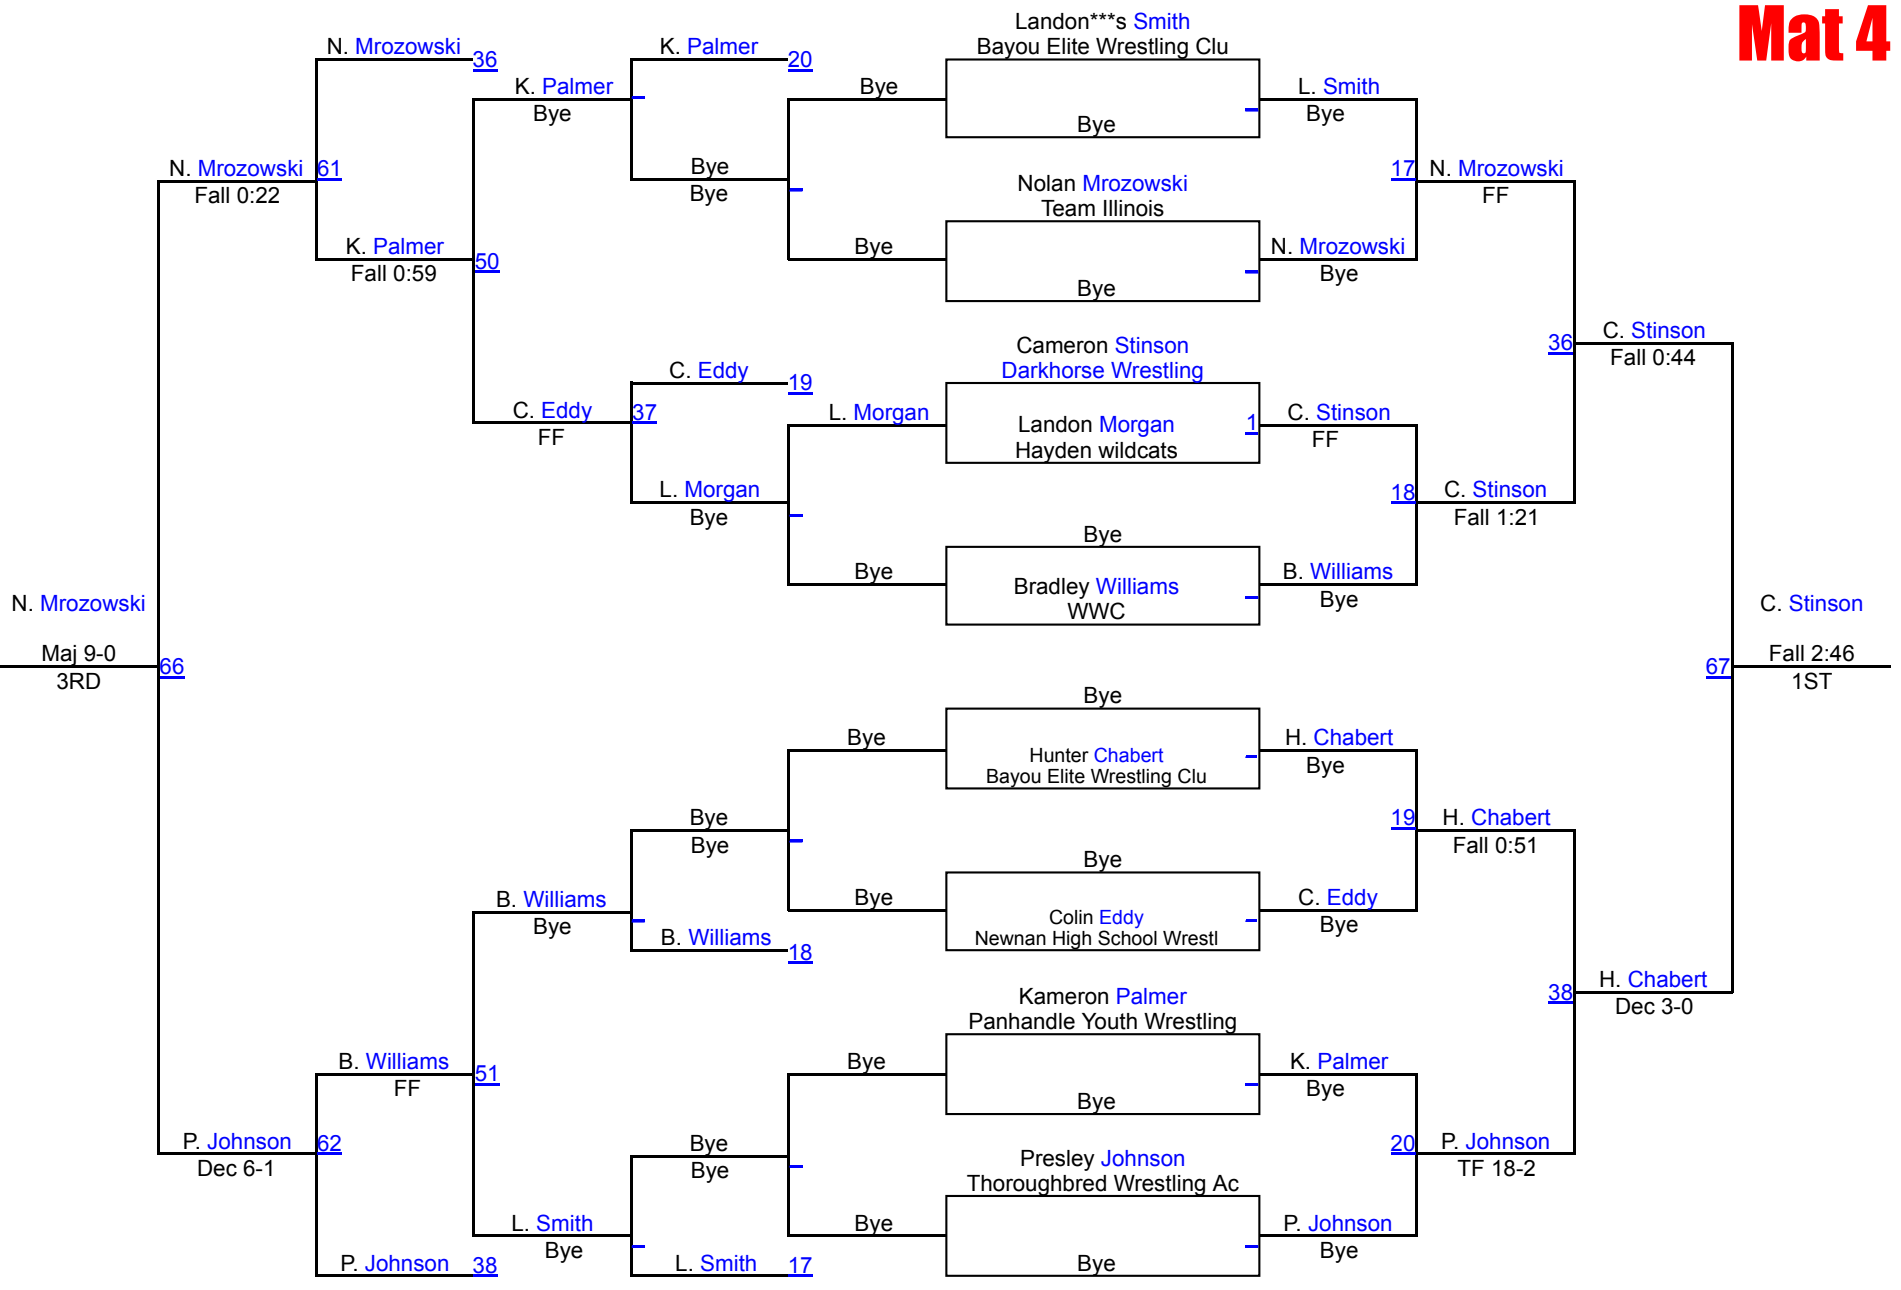 Mat 4
Landon***s Smith
Bayou Elite Wrestling Clu
N. Mrozowski
36
K. Palmer
20
K. Palmer
Bye
Bye
L. Smith
Bye
Bye
N. Mrozowski
61
Fall 0:22
Bye
Bye
Nolan Mrozowski
Team Illinois
17
N. Mrozowski
FF
K. Palmer
Fall 0:59
50
Bye
Bye
N. Mrozowski
Bye
Cameron Stinson
Darkhorse Wrestling
36
C. Stinson
Fall 0:44
C. Eddy
19
C. Eddy
FF
37
L. Morgan
Landon Morgan
Hayden wildcats
1
C. Stinson
FF
L. Morgan
Bye
18
C. Stinson
Fall 1:21
Bye
Bye
Bradley Williams
WWC
B. Williams
Bye
N. Mrozowski
Maj 9-0
3RD
66
C. Stinson
67
Fall 2:46
1ST
Bye
Bye
Hunter Chabert
Bayou Elite Wrestling Clu
H. Chabert
Bye
Bye
Bye
19
H. Chabert
Fall 0:51
Bye
Bye
Colin Eddy
Newnan High School Wrestl
C. Eddy
Bye
B. Williams
Bye
B. Williams
18
38
H. Chabert
Dec 3-0
Kameron Palmer
Panhandle Youth Wrestling
B. Williams
FF
51
Bye
Bye
K. Palmer
Bye
P. Johnson
Dec 6-1
62
Bye
Bye
Presley Johnson
Thoroughbred Wrestling Ac
20
P. Johnson
TF 18-2
L. Smith
Bye
Bye
Bye
P. Johnson
Bye
P. Johnson
38
L. Smith
17